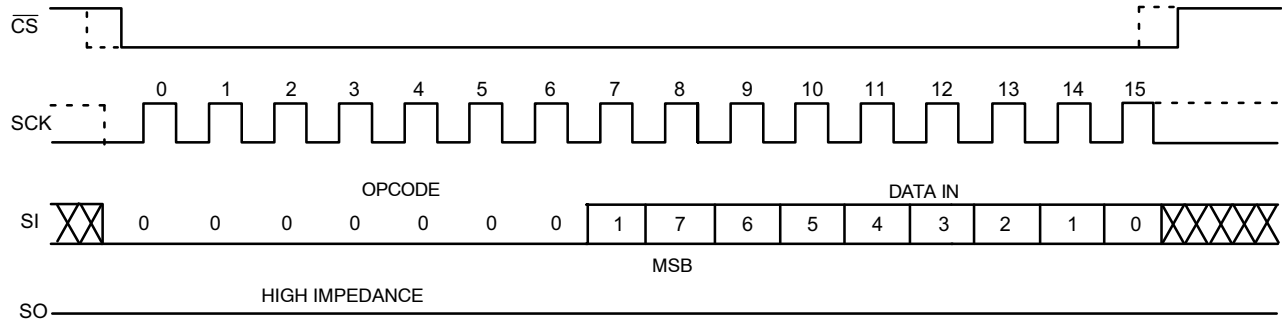 CS
0 1 2 3 4 5 6 7 8 9 10 11 12 13 14 15
SCK
OPCODE DATA IN
SI 0 0 0 0 0 0 0 1 7 6 5 4 3 2 1 0
MSB
HIGH IMPEDANCE
SO